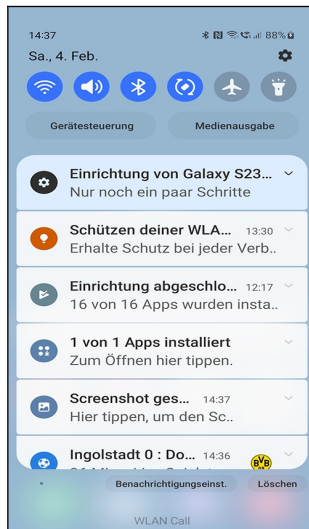 14:37
88%
Sa., 4. Feb.
Gerätesteuerung
Medienausgabe
Einrichtung von Galaxy S23...
Nur noch ein paar Schritte
Schützen deiner WLA... 13:30
Erhalte Schutz bei jeder Verb..
Einrichtung abgeschlo... 12:17
16 von 16 Apps wurden insta..
1 von 1 Apps installiert
Zum Öffnen hier tippen.
Screenshot ges... 14:37
Hier tippen, um den Sc..
Ingolstadt 0 : Do... 14:36
BVB
09
Benachrichtigungseinst.
Löschen
WLAN Call